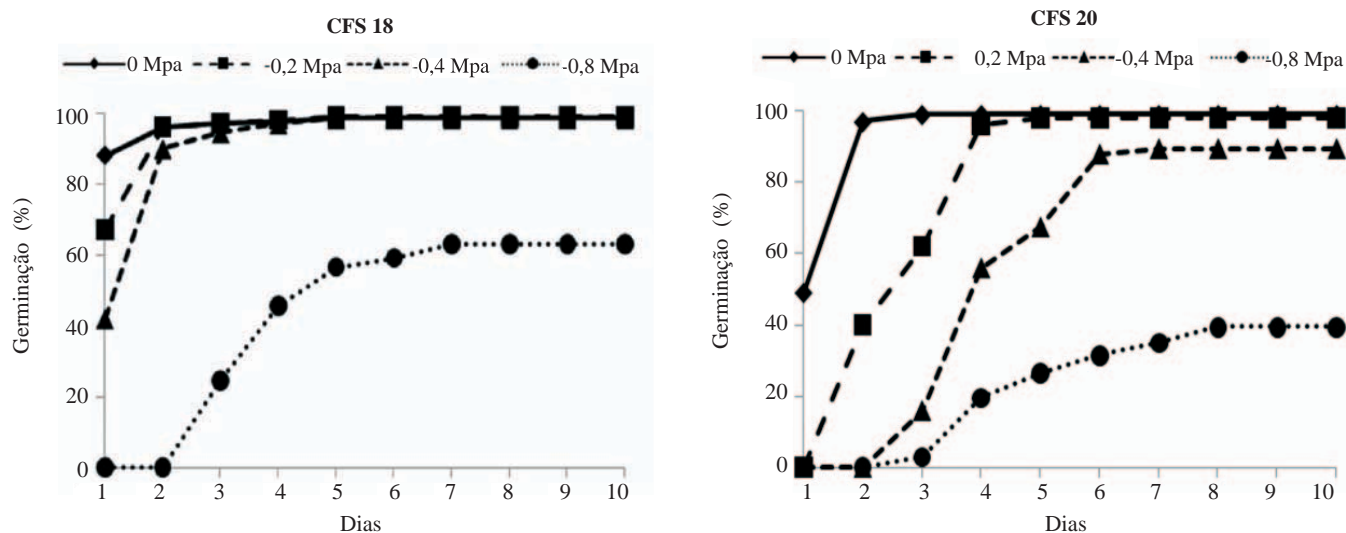 CFS 18
0 Mpa -0,2 Mpa -0,4 Mpa -0,8 Mpa
100
80
60
40
20
0
Germinação (%)
1 2 3 4 5 6 7 8 9 10
Dias
CFS 20
0 Mpa 0,2 Mpa -0,4 Mpa -0,8 Mpa
100
80
60
40
20
0
Germinação (%)
1 2 3 4 5 6 7 8 9 10
Dias